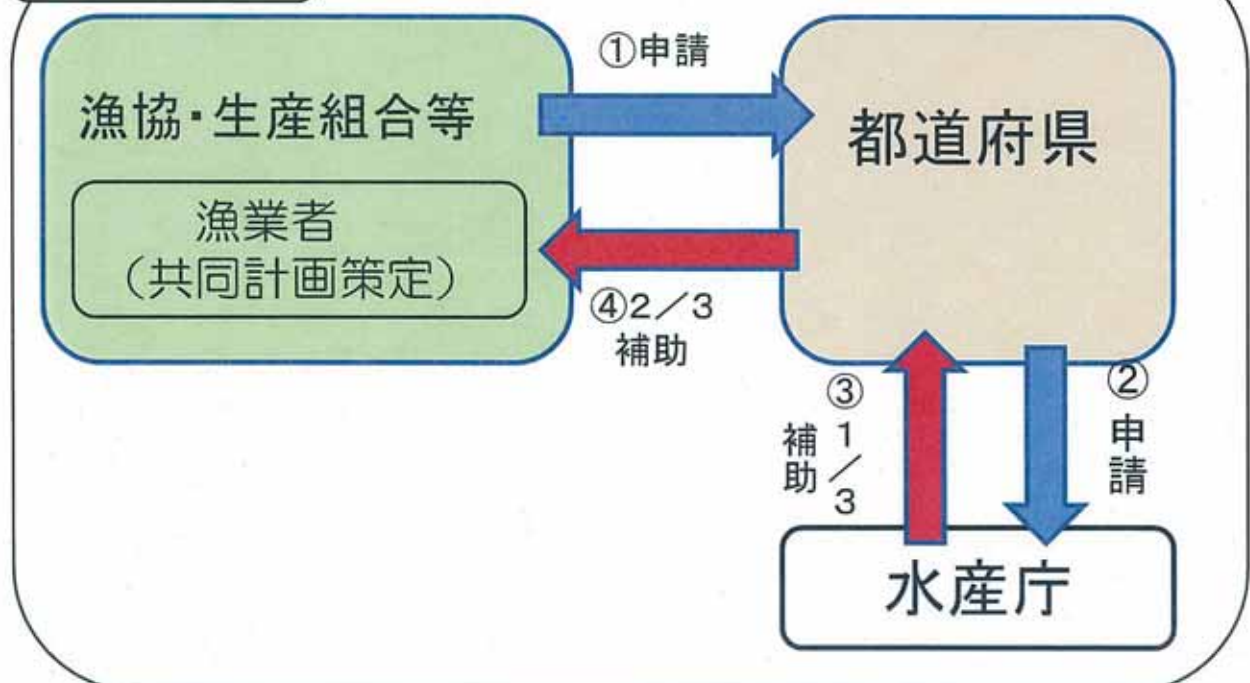 ①申請
漁協・生産組合等
都道府県
漁業者
（共同計画策定）
④２／３
補助
③
１／３
補助
②
申請
水産庁